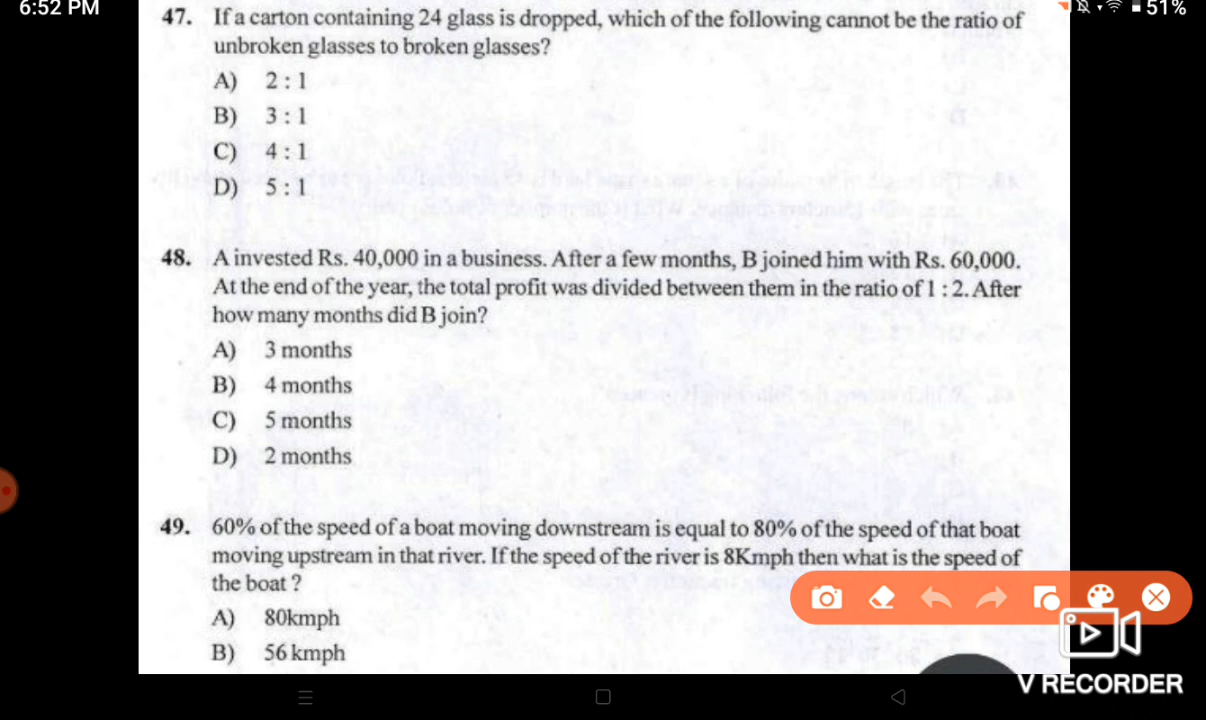 6:52 PM
51%
47. If a carton containing 24 glass is dropped, which of the following cannot be the ratio of
unbroken glasses to broken glasses?
A) 2 : 1
B) 3 : 1
C) 4 : 1
D) 5 : 1
48. A invested Rs. 40,000 in a business. After a few months, B joined him with Rs. 60,000.
At the end of the year, the total profit was divided between them in the ratio of 1 : 2. After
how many months did B join?
A) 3 months
B) 4 months
C) 5 months
D) 2 months
49. 60% of the speed of a boat moving downstream is equal to 80% of the speed of that boat
moving upstream in that river. If the speed of the river is 8Kmph then what is the speed of
the boat ?
A) 80kmph
B) 56 kmph
V RECORDER